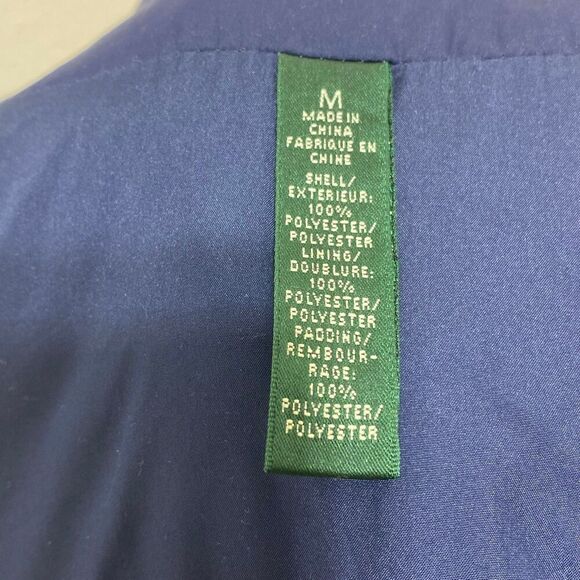 M
MADE IN
CHINA
FABRIQUE EN
CHINE
SHELL/
EXTERIEUR:
100%
POLYESTER/
POLYESTER
LINING/
DOUBLURE:
100%
POLYESTER/
POLYESTER
PADDING/
REMBOUR-
RAGE:
100%
POLYESTER/
POLYESTER